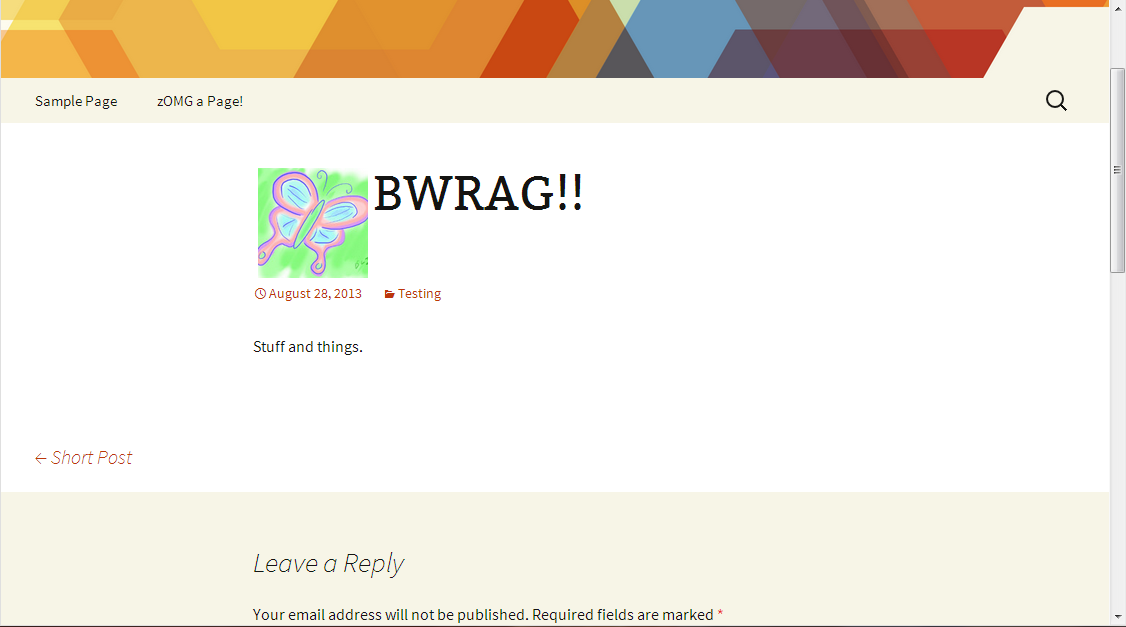 Sample Page
zOMG a Page!
BWRAG!!
August 28, 2013
Testing
Stuff and things.
← Short Post
Leave a Reply
Your email address will not be published. Required fields are marked *